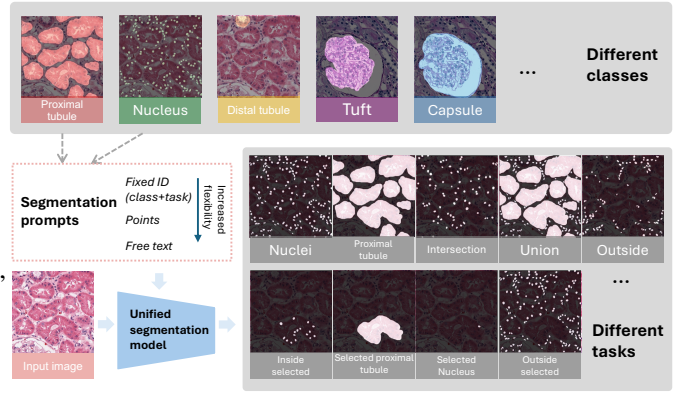 Proximal
tubule
Nucleus
Distal tubule
Tuft
Capsule
...
Different
classes
Segmentation
prompts
Fixed ID
(class+task)
Points
Free text
Increased
flexibility
,
Input image
Unified
segmentation
model
Nuclei
Proximal
tubule
Intersection
Union
Outside
...
Inside
selected
Selected proximal
tubule
Selected
Nucleus
Outside
selected
Different
tasks